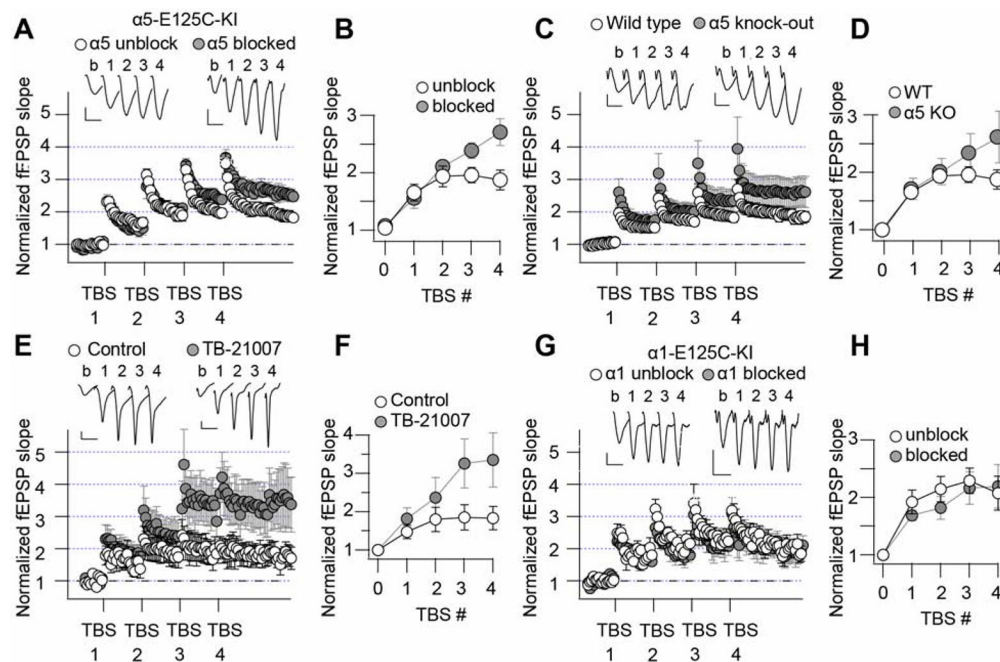 A
α5-E125C-KI
α5 unblock α5 blocked
b 1 2 3 4 b 1 2 3 4
Normalized fEPSP slope
5
4
3
2
1
TBS TBS TBS TBS
1 2 3 4
B
unblock
blocked
Normalized fEPSP slope
3
2
1
0 1 2 3 4
TBS #
C
Wild type α5 knock-out
b 1 2 3 4 b 1 2 3 4
Normalized fEPSP slope
5
4
3
2
1
TBS TBS TBS TBS
1 2 3 4
D
WT
α5 KO
Normalized fEPSP slope
3
2
1
0 1 2 3 4
TBS #
E
Control TB-21007
b 1 2 3 4 b 1 2 3 4
Normalized fEPSP slope
5
4
3
2
1
TBS TBS TBS TBS
1 2 3 4
F
Control
TB-21007
Normalized fEPSP slope
4
3
2
1
0 1 2 3 4
TBS #
G
α1-E125C-KI
α1 unblock α1 blocked
b 1 2 3 4 b 1 2 3 4
Normalized fEPSP slope
5
4
3
2
1
TBS TBS TBS TBS
1 2 3 4
H
unblock
blocked
Normalized fEPSP slope
3
2
1
0 1 2 3 4
TBS #